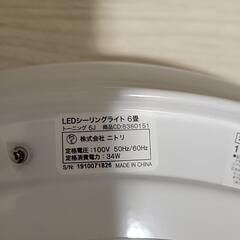 LEDシーリングライト 6畳
トーニング 6J 商品CD:8360151
株式会社 ニトリ
定格電圧:100V 50Hz/60Hz
定格消費電力:34W
S/N: 1910071826 MADE IN CHINA